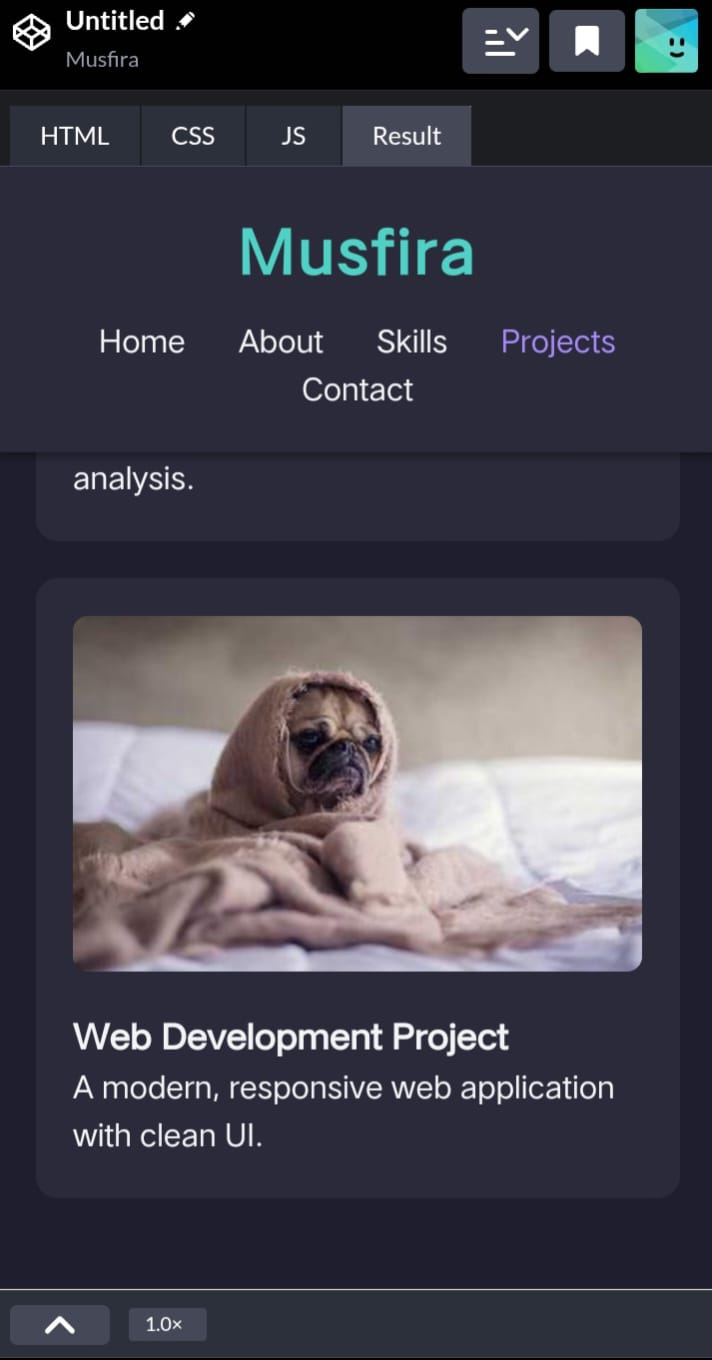 Untitled
Musfira
HTML CSS JS Result
Musfira
Home About Skills Projects
Contact
analysis.
Web Development Project
A modern, responsive web application
with clean UI.
1.0×